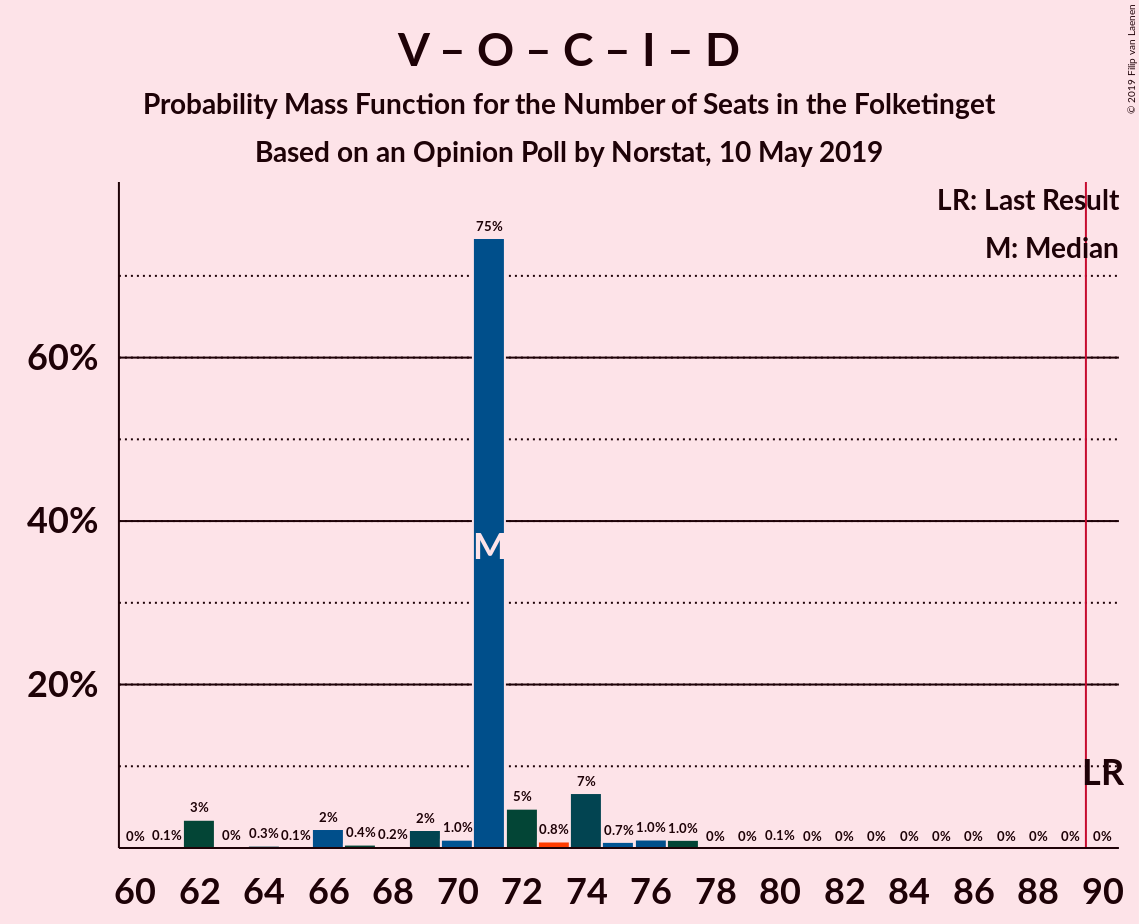 V – O – C – I – D
Probability Mass Function for the Number of Seats in the Folketinget
Based on an Opinion Poll by Norstat, 10 May 2019
© 2019 Filip van Laenen
LR: Last Result
M: Median
75%
60%
40%
M
20%
LR
7%
5%
3%
2%
2%
0% 0.1% 0% 0.3% 0.1% 0.4% 0.2% 1.0% 0.8% 0.7% 1.0% 1.0% 0% 0% 0.1% 0% 0% 0% 0% 0% 0% 0% 0% 0% 0%
60 62 64 66 68 70 72 74 76 78 80 82 84 86 88 90